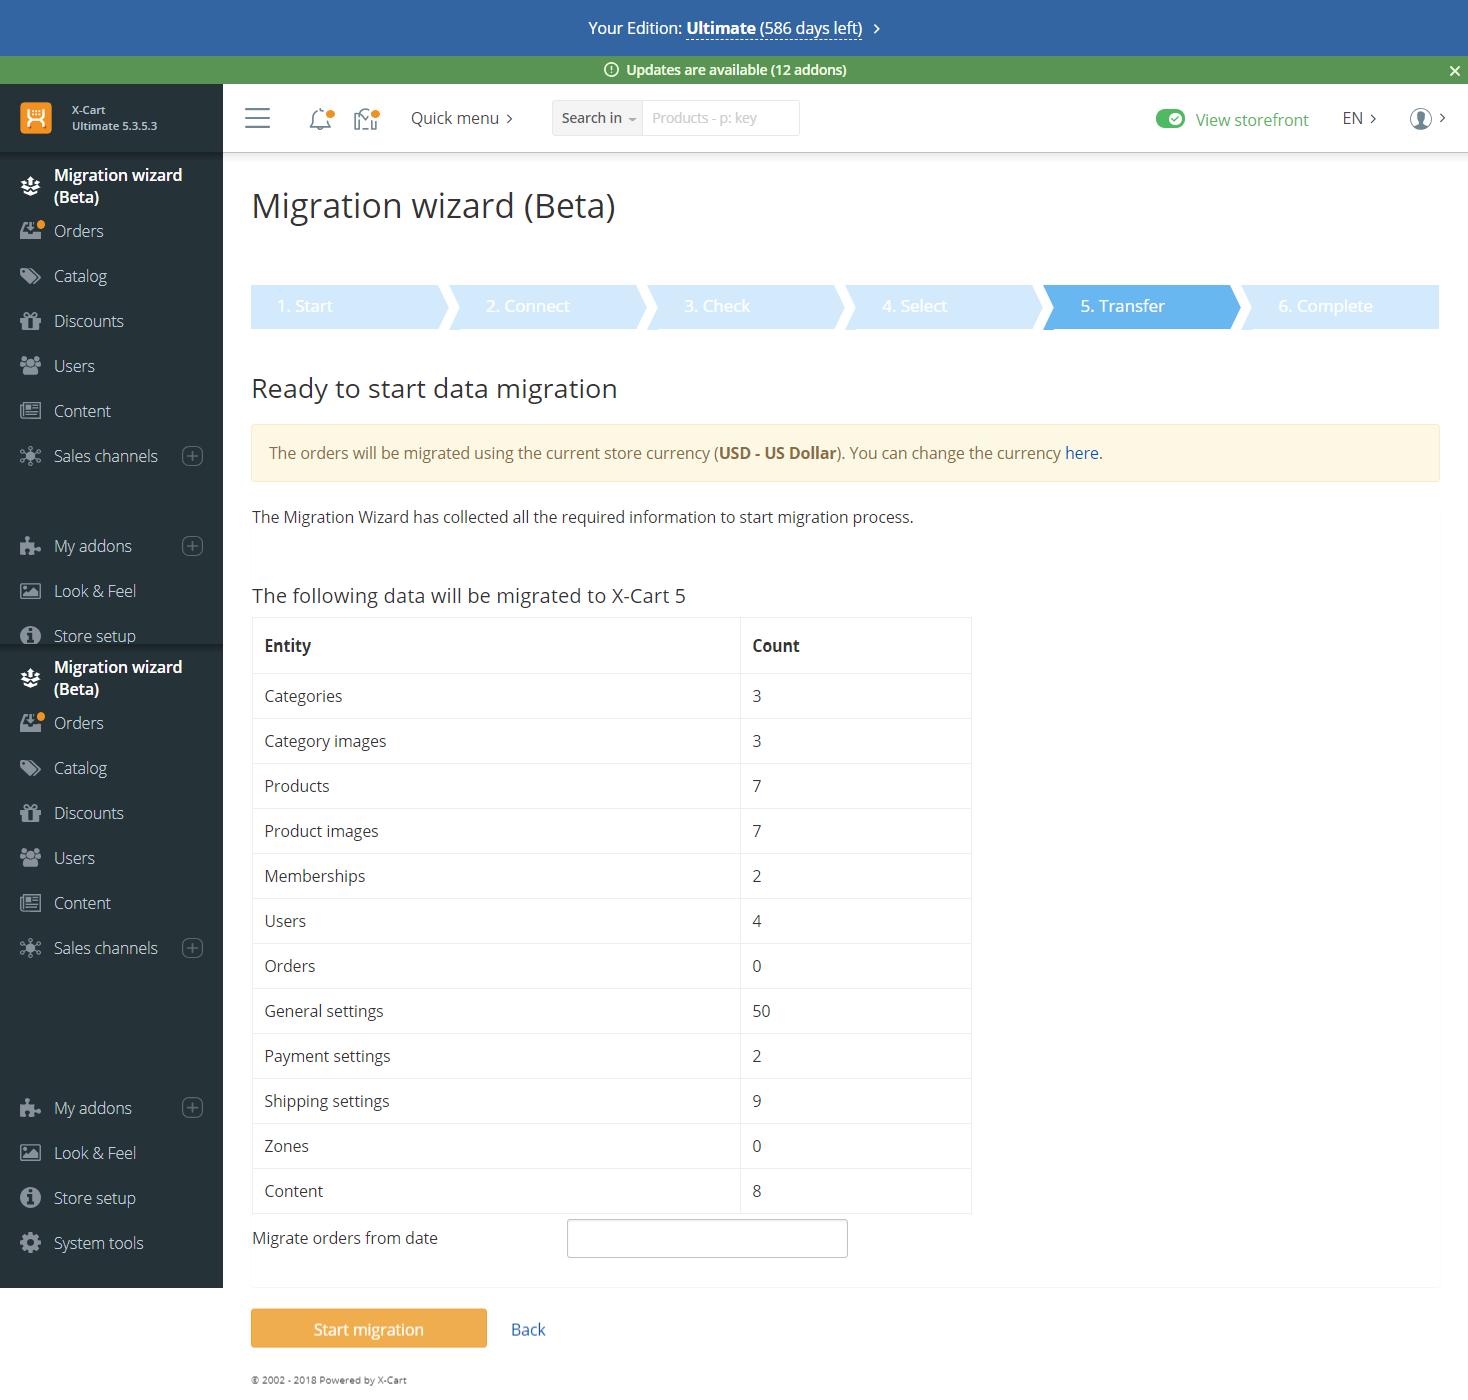 Your Edition: Ultimate (586 days left)
Updates are available (12 addons)
X-Cart
Ultimate 5.3.5.3
Quick menu
Search in
Products - p: key
View storefront
EN
Migration wizard
(Beta)
Orders
Catalog
Discounts
Users
Content
Sales channels
My addons
Look & Feel
Store setup
Migration wizard
(Beta)
Orders
Catalog
Discounts
Users
Content
Sales channels
My addons
Look & Feel
Store setup
System tools
Migration wizard (Beta)
1. Start
2. Connect
3. Check
4. Select
5. Transfer
6. Complete
Ready to start data migration
The orders will be migrated using the current store currency (USD - US Dollar). You can change the currency here.
The Migration Wizard has collected all the required information to start migration process.
The following data will be migrated to X-Cart 5
Entity Count
Categories 3
Category images 3
Products 7
Product images 7
Memberships 2
Users 4
Orders 0
General settings 50
Payment settings 2
Shipping settings 9
Zones 0
Content 8
Migrate orders from date
Start migration
Back
© 2002 - 2018 Powered by X-Cart